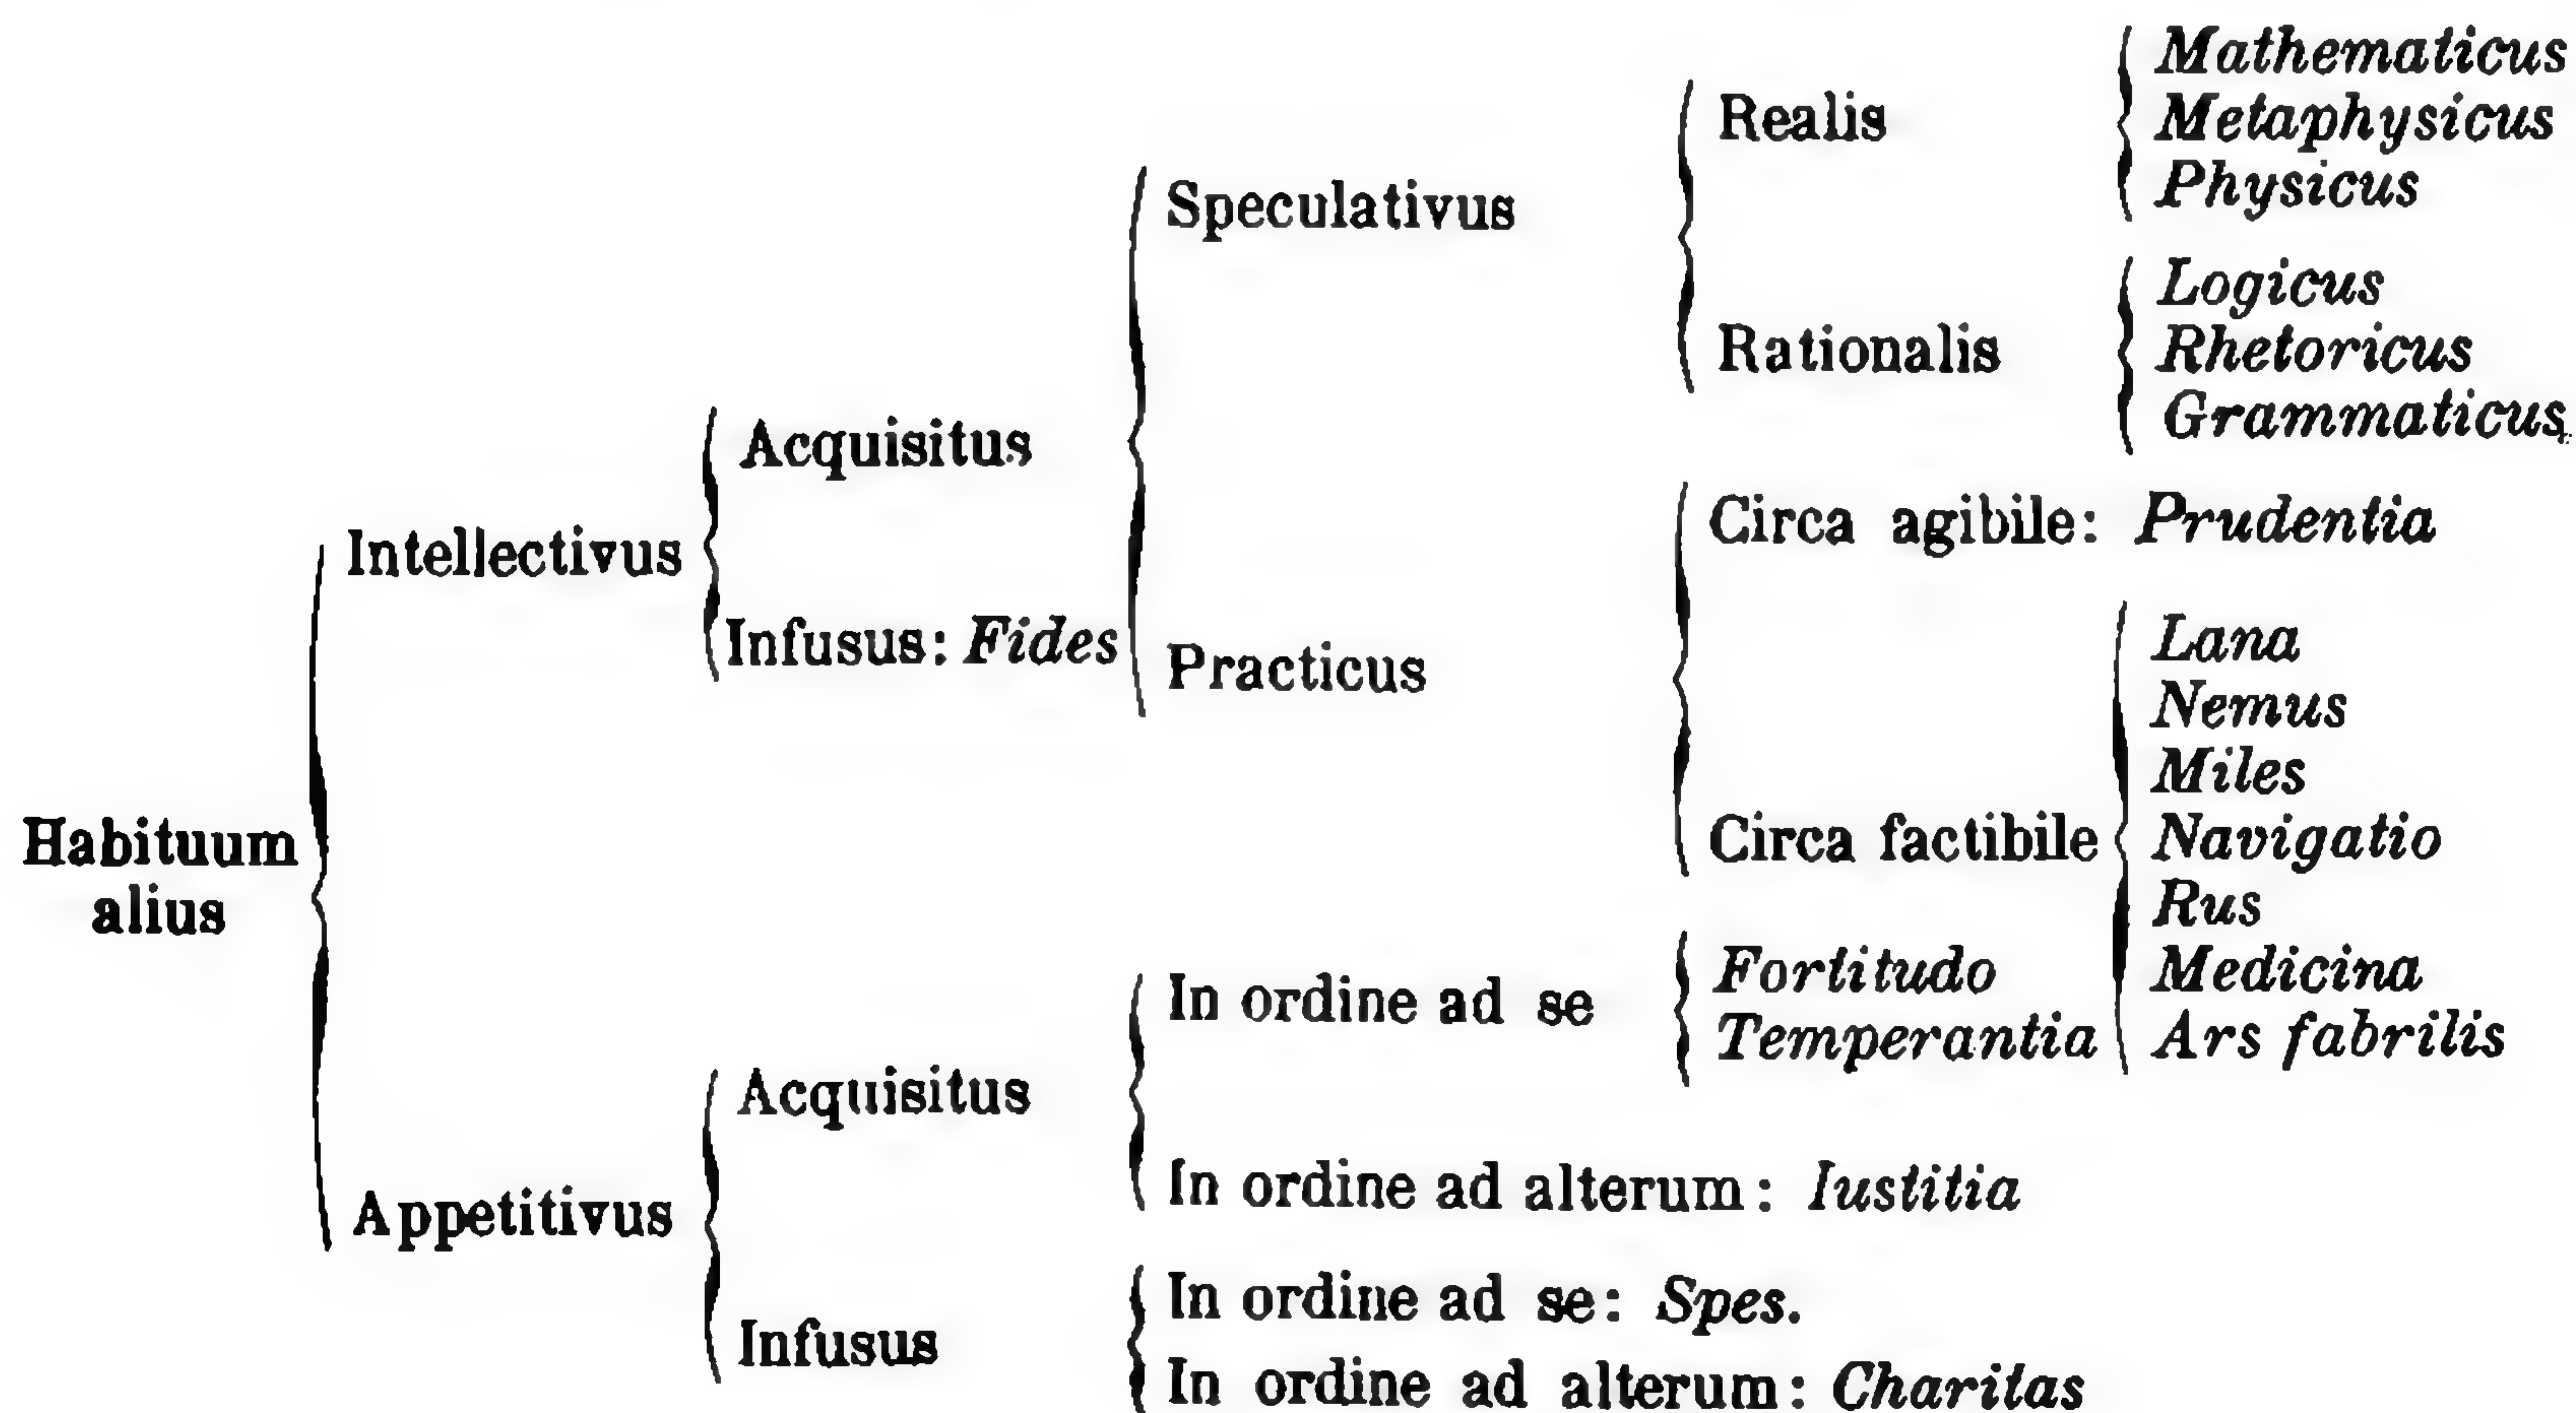 Habituum
alius
Intellectivus
Acquisitus
Speculativus
Realis
Mathematicus
Metaphysicus
Physicus
Rationalis
Logicus
Rhetoricus
Grammaticus
Practicus
Circa agibile: Prudentia
Circa factibile
Lana
Nemus
Miles
Navigatio
Rus
Medicina
Ars fabrilis
Infusus: Fides
Appetitivus
Acquisitus
In ordine ad se
Fortitudo
Temperantia
In ordine ad alterum: Iustitia
Infusus
In ordine ad se: Spes.
In ordine ad alterum: Charitas